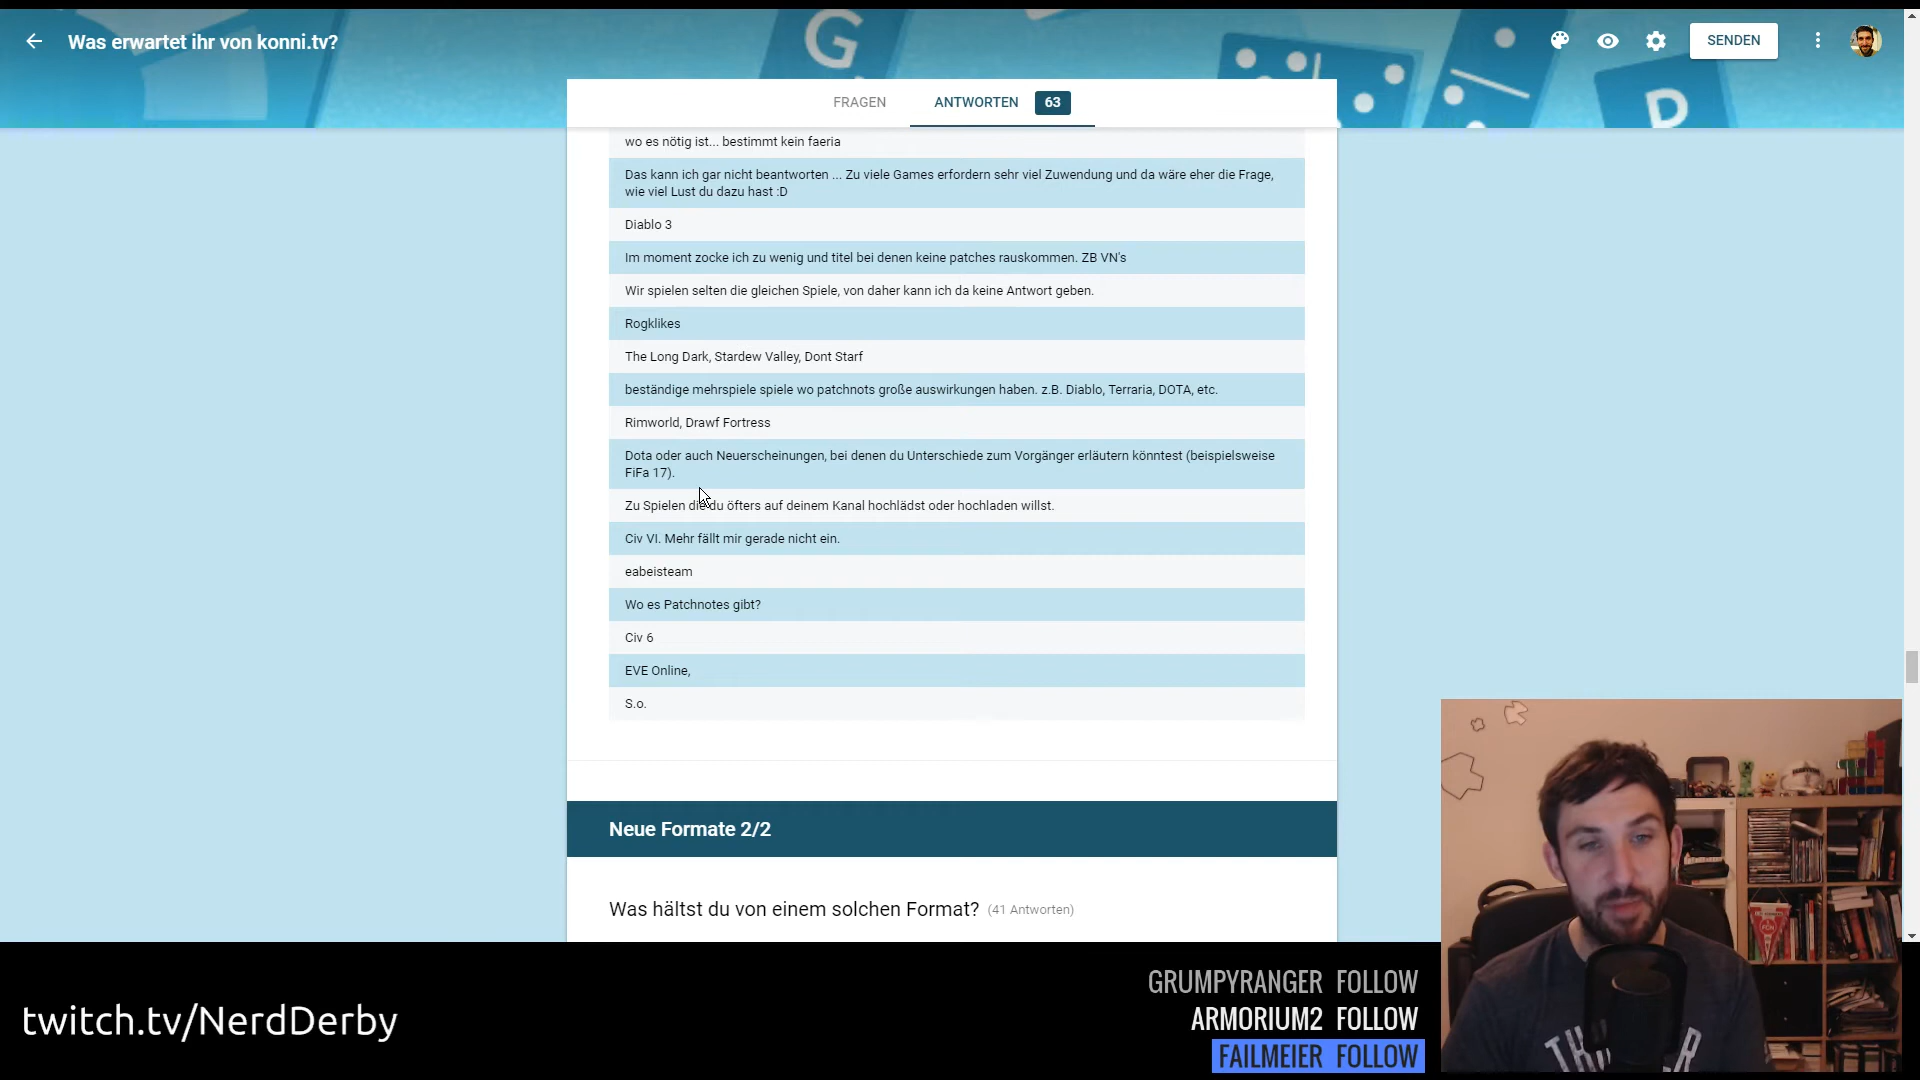 Was erwartet ihr von konni.tv?
SENDEN
G
D
FRAGEN ANTWORTEN 63
wo es nötig ist... bestimmt kein faeria
Das kann ich gar nicht beantworten ... Zu viele Games erfordern sehr viel Zuwendung und da wäre eher die Frage,
wie viel Lust du dazu hast :D
Diablo 3
Im moment zocke ich zu wenig und titel bei denen keine patches rauskommen. ZB VN's
Wir spielen selten die gleichen Spiele, von daher kann ich da keine Antwort geben.
Rogklikes
The Long Dark, Stardew Valley, Dont Starf
beständige mehrspiele spiele wo patchnots große auswirkungen haben. z.B. Diablo, Terraria, DOTA, etc.
Rimworld, Drawf Fortress
Dota oder auch Neuerscheinungen, bei denen du Unterschiede zum Vorgänger erläutern könntest (beispielsweise
FiFa 17).
Zu Spielen die du öfters auf deinem Kanal hochlädst oder hochladen willst.
Civ VI. Mehr fällt mir gerade nicht ein.
eabeisteam
Wo es Patchnotes gibt?
Civ 6
EVE Online,
S.o.
Neue Formate 2/2
Was hältst du von einem solchen Format? (41 Antworten)
twitch.tv/NerdDerby
GRUMPYRANGER FOLLOW
ARMORIUM2 FOLLOW
FAILMEIER FOLLOW